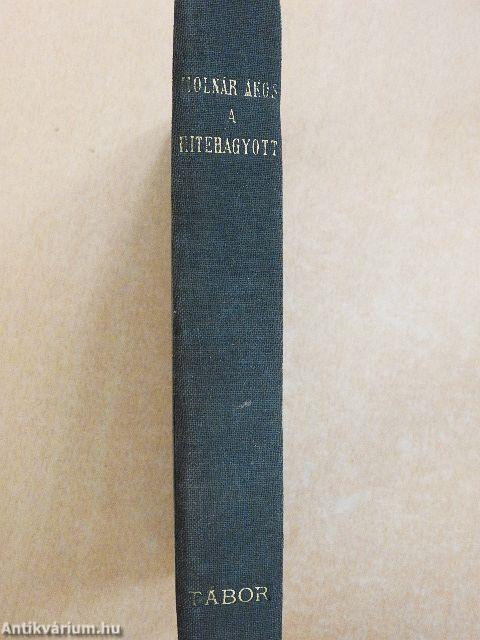 MOLNÁR ÁKOS
A
HITEHAGYOTT
TÁBOR
Antikvárium.hu